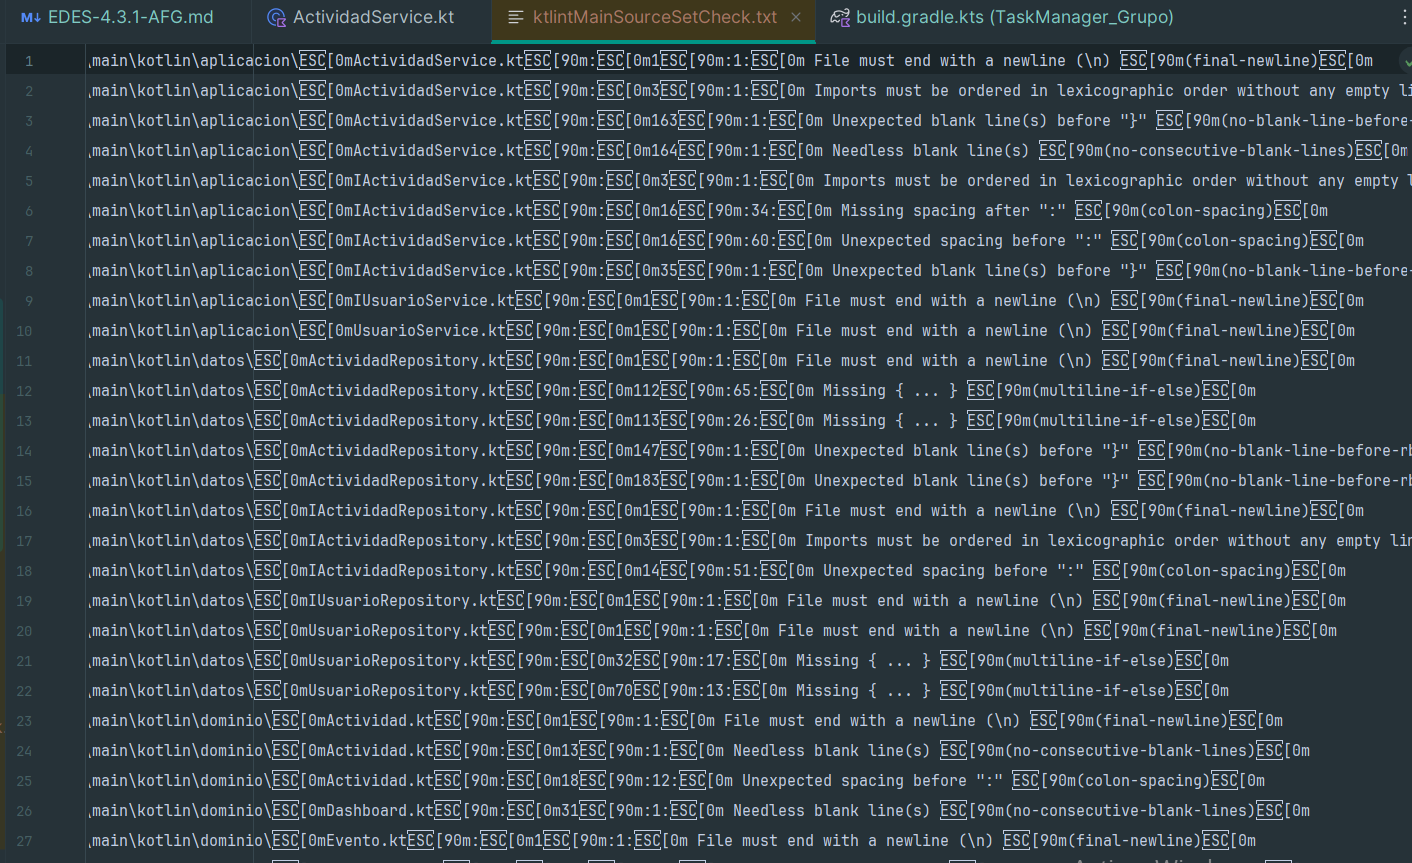 EDES-4.3.1-AFG.md ActividadService.kt ktlintMainSourceSetCheck.txt build.gradle.kts (TaskManager_Grupo)
1 \main\kotlin\aplicacion\ESC[0mActividadService.ktESC[90m:ESC[0m1ESC[90m:1:ESC[0m File must end with a newline (\n) ESC[90m(final-newline)ESC[0m
2 \main\kotlin\aplicacion\ESC[0mActividadService.ktESC[90m:ESC[0m3ESC[90m:1:ESC[0m Imports must be ordered in lexicographic order without any empty li
3 \main\kotlin\aplicacion\ESC[0mActividadService.ktESC[90m:ESC[0m163ESC[90m:1:ESC[0m Unexpected blank line(s) before "}" ESC[90m(no-blank-line-before-
4 \main\kotlin\aplicacion\ESC[0mActividadService.ktESC[90m:ESC[0m164ESC[90m:1:ESC[0m Needless blank line(s) ESC[90m(no-consecutive-blank-lines)ESC[0m
5 \main\kotlin\aplicacion\ESC[0mIActividadService.ktESC[90m:ESC[0m3ESC[90m:1:ESC[0m Imports must be ordered in lexicographic order without any empty l
6 \main\kotlin\aplicacion\ESC[0mIActividadService.ktESC[90m:ESC[0m16ESC[90m:34:ESC[0m Missing spacing after ":" ESC[90m(colon-spacing)ESC[0m
7 \main\kotlin\aplicacion\ESC[0mIActividadService.ktESC[90m:ESC[0m16ESC[90m:60:ESC[0m Unexpected spacing before ":" ESC[90m(colon-spacing)ESC[0m
8 \main\kotlin\aplicacion\ESC[0mIActividadService.ktESC[90m:ESC[0m35ESC[90m:1:ESC[0m Unexpected blank line(s) before "}" ESC[90m(no-blank-line-before-
9 \main\kotlin\aplicacion\ESC[0mIUsuarioService.ktESC[90m:ESC[0m1ESC[90m:1:ESC[0m File must end with a newline (\n) ESC[90m(final-newline)ESC[0m
10 \main\kotlin\aplicacion\ESC[0mUsuarioService.ktESC[90m:ESC[0m1ESC[90m:1:ESC[0m File must end with a newline (\n) ESC[90m(final-newline)ESC[0m
11 \main\kotlin\datos\ESC[0mActividadRepository.ktESC[90m:ESC[0m1ESC[90m:1:ESC[0m File must end with a newline (\n) ESC[90m(final-newline)ESC[0m
12 \main\kotlin\datos\ESC[0mActividadRepository.ktESC[90m:ESC[0m112ESC[90m:65:ESC[0m Missing { ... } ESC[90m(multiline-if-else)ESC[0m
13 \main\kotlin\datos\ESC[0mActividadRepository.ktESC[90m:ESC[0m113ESC[90m:26:ESC[0m Missing { ... } ESC[90m(multiline-if-else)ESC[0m
14 \main\kotlin\datos\ESC[0mActividadRepository.ktESC[90m:ESC[0m147ESC[90m:1:ESC[0m Unexpected blank line(s) before "}" ESC[90m(no-blank-line-before-rb
15 \main\kotlin\datos\ESC[0mActividadRepository.ktESC[90m:ESC[0m183ESC[90m:1:ESC[0m Unexpected blank line(s) before "}" ESC[90m(no-blank-line-before-rb
16 \main\kotlin\datos\ESC[0mIActividadRepository.ktESC[90m:ESC[0m1ESC[90m:1:ESC[0m File must end with a newline (\n) ESC[90m(final-newline)ESC[0m
17 \main\kotlin\datos\ESC[0mIActividadRepository.ktESC[90m:ESC[0m3ESC[90m:1:ESC[0m Imports must be ordered in lexicographic order without any empty lin
18 \main\kotlin\datos\ESC[0mIActividadRepository.ktESC[90m:ESC[0m14ESC[90m:51:ESC[0m Unexpected spacing before ":" ESC[90m(colon-spacing)ESC[0m
19 \main\kotlin\datos\ESC[0mIUsuarioRepository.ktESC[90m:ESC[0m1ESC[90m:1:ESC[0m File must end with a newline (\n) ESC[90m(final-newline)ESC[0m
20 \main\kotlin\datos\ESC[0mUsuarioRepository.ktESC[90m:ESC[0m1ESC[90m:1:ESC[0m File must end with a newline (\n) ESC[90m(final-newline)ESC[0m
21 \main\kotlin\datos\ESC[0mUsuarioRepository.ktESC[90m:ESC[0m32ESC[90m:17:ESC[0m Missing { ... } ESC[90m(multiline-if-else)ESC[0m
22 \main\kotlin\datos\ESC[0mUsuarioRepository.ktESC[90m:ESC[0m70ESC[90m:13:ESC[0m Missing { ... } ESC[90m(multiline-if-else)ESC[0m
23 \main\kotlin\dominio\ESC[0mActividad.ktESC[90m:ESC[0m1ESC[90m:1:ESC[0m File must end with a newline (\n) ESC[90m(final-newline)ESC[0m
24 \main\kotlin\dominio\ESC[0mActividad.ktESC[90m:ESC[0m13ESC[90m:1:ESC[0m Needless blank line(s) ESC[90m(no-consecutive-blank-lines)ESC[0m
25 \main\kotlin\dominio\ESC[0mActividad.ktESC[90m:ESC[0m18ESC[90m:12:ESC[0m Unexpected spacing before ":" ESC[90m(colon-spacing)ESC[0m
26 \main\kotlin\dominio\ESC[0mDashboard.ktESC[90m:ESC[0m31ESC[90m:1:ESC[0m Needless blank line(s) ESC[90m(no-consecutive-blank-lines)ESC[0m
27 \main\kotlin\dominio\ESC[0mEvento.ktESC[90m:ESC[0m1ESC[90m:1:ESC[0m File must end with a newline (\n) ESC[90m(final-newline)ESC[0m